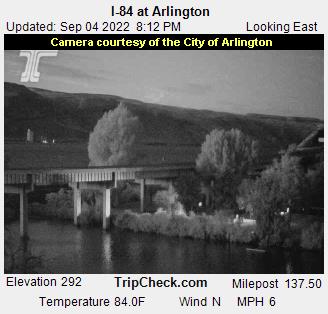 I-84 at Arlington
Updated: Sep 04 2022 8:12 PM Looking East
Camera courtesy of the City of Arlington
Elevation 292 TripCheck.com Milepost 137.50
Temperature 84.0F Wind N MPH 6